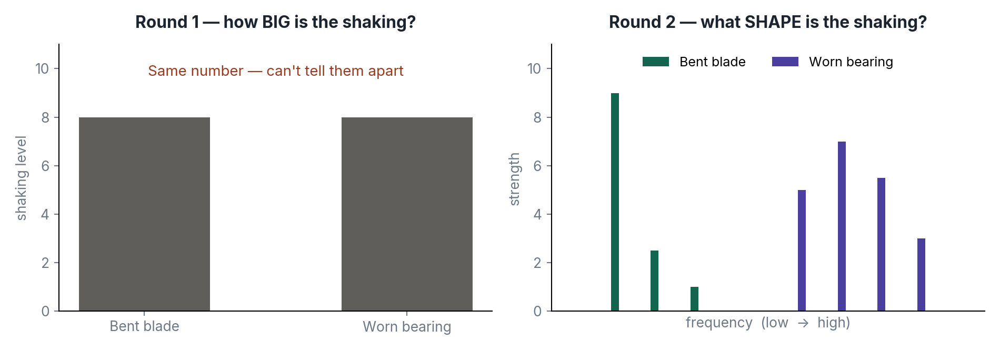 Round 1 — how BIG is the shaking?
Same number — can't tell them apart
shaking level
10
8
6
4
2
0
Bent blade
Worn bearing
Round 2 — what SHAPE is the shaking?
Bent blade
Worn bearing
strength
10
8
6
4
2
0
frequency (low → high)